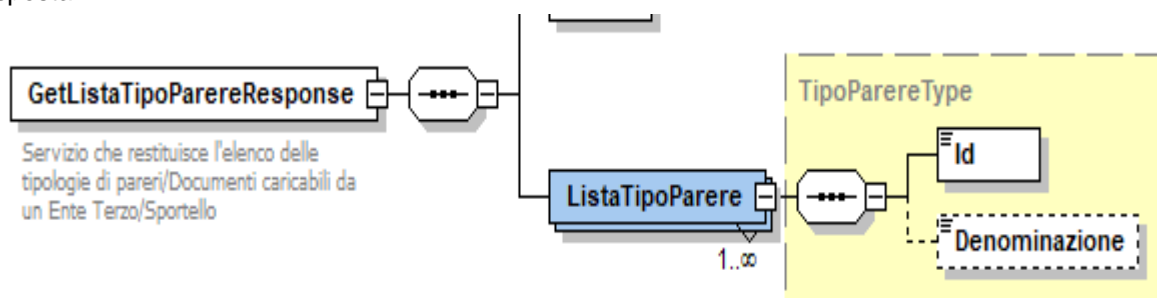 GetListaTipoParereResponse
Servizio che restituisce l'elenco delle
tipologie di pareri/Documenti caricabili da
un Ente Terzo/Sportello
TipoParereType
Id
ListaTipoParere
1..∞
Denominazione